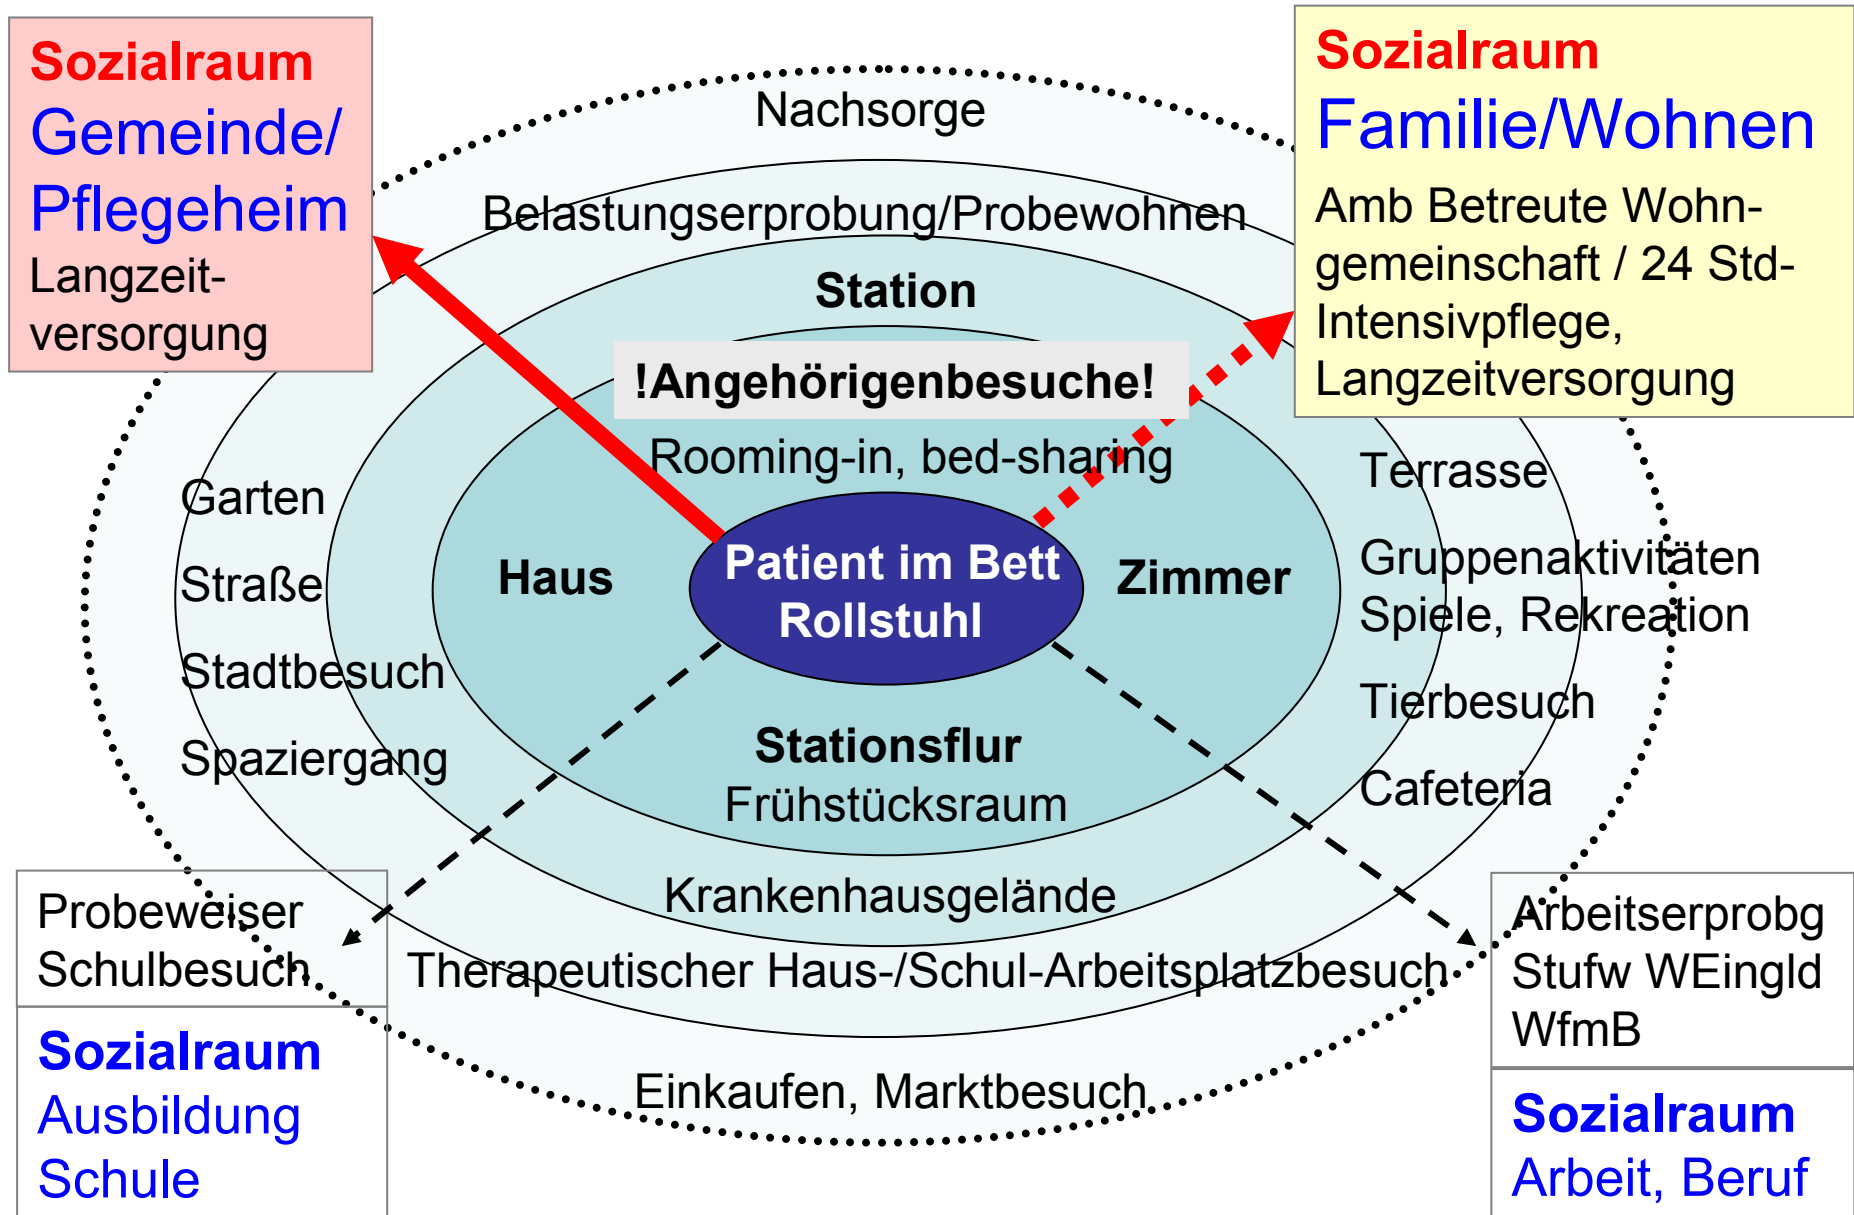 Sozialraum
Gemeinde/
Pflegeheim
Langzeit-
versorgung
Sozialraum
Familie/Wohnen
Amb Betreute Wohn-
gemeinschaft / 24 Std-
Intensivpflege,
Langzeitversorgung
Nachsorge
Belastungserprobung/Probewohnen
Station
!Angehörigenbesuche!
Rooming-in, bed-sharing
Garten
Straße
Stadtbesuch
Spaziergang
Haus
Patient im Bett
Rollstuhl
Zimmer
Terrasse
Gruppenaktivitäten
Spiele, Rekreation
Tierbesuch
Cafeteria
Stationsflur
Frühstücksraum
Krankenhausgelände
Therapeutischer Haus-/Schul-Arbeitsplatzbesuch
Einkaufen, Marktbesuch
Probeweiser
Schulbesuch
Sozialraum
Ausbildung
Schule
Arbeitserprobg
Stufw WEingld
WfmB
Sozialraum
Arbeit, Beruf